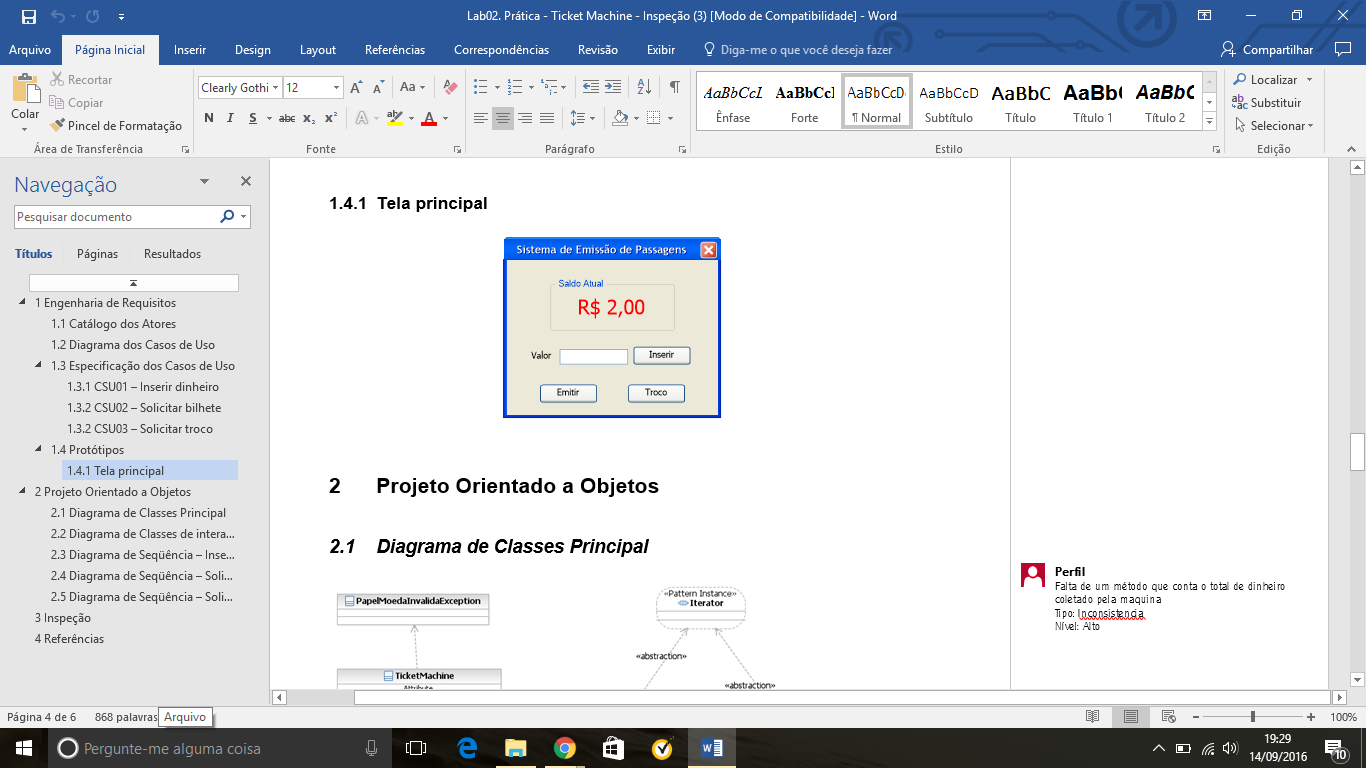 Lab02. Prática - Ticket Machine - Inspeção (3) [Modo de Compatibilidade] - Word
Arquivo
Página Inicial
Inserir
Design
Layout
Referências
Correspondências
Revisão
Exibir
Diga-me o que você deseja fazer
Compartilhar
Colar
Recortar
Copiar
Pincel de Formatação
Área de Transferência
Clearly Gothi
12
Aa
N I S abc x₂ x²
Fonte
Parágrafo
AaBbCcI
AaBbCcI
AaBbCcD
AaBbCcD
AaBbC
AaBbC
AaBbC
Ênfase
Forte
¶ Normal
Subtítulo
Título
Título 1
Título 2
Estilo
Localizar
Substituir
Selecionar
Edição
Navegação
Pesquisar documento
Títulos
Páginas
Resultados
1 Engenharia de Requisitos
1.1 Catálogo dos Atores
1.2 Diagrama dos Casos de Uso
1.3 Especificação dos Casos de Uso
1.3.1 CSU01 – Inserir dinheiro
1.3.2 CSU02 – Solicitar bilhete
1.3.2 CSU03 – Solicitar troco
1.4 Protótipos
1.4.1 Tela principal
2 Projeto Orientado a Objetos
2.1 Diagrama de Classes Principal
2.2 Diagrama de Classes de intera...
2.3 Diagrama de Seqüência – Inse...
2.4 Diagrama de Seqüência – Soli...
2.5 Diagrama de Seqüência – Soli...
3 Inspeção
4 Referências
1.4.1 Tela principal
Sistema de Emissão de Passagens
Saldo Atual
R$ 2,00
Valor
Inserir
Emitir
Troco
2 Projeto Orientado a Objetos
2.1 Diagrama de Classes Principal
PapelMoedaInvalidaException
«Pattern Instance»
Iterator
«abstraction»
«abstraction»
TicketMachine
Attribute
Perfil
Falta de um método que conta o total de dinheiro
coletado pela maquina
Tipo: Inconsistencia
Nível: Alto
Página 4 de 6
868 palavras
Arquivo
100%
Pergunte-me alguma coisa
19:29
14/09/2016
10